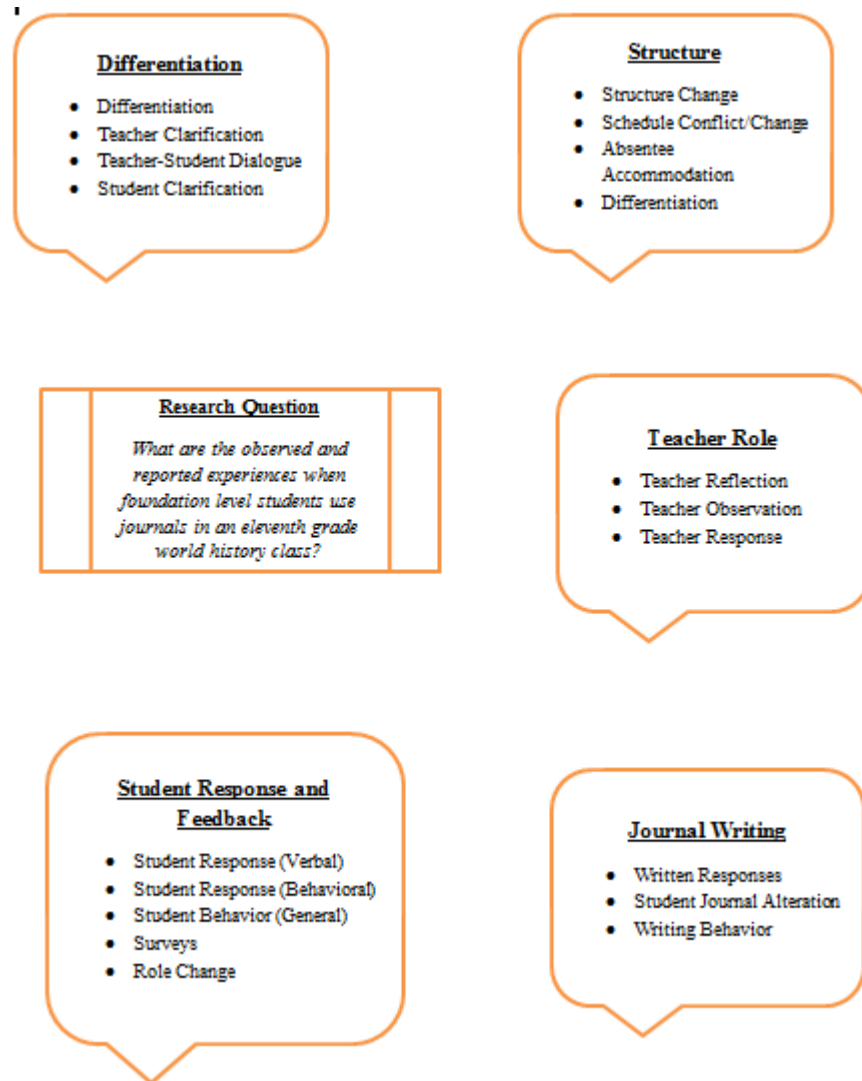 Differentiation
• Differentiation
• Teacher Clarification
• Teacher-Student Dialogue
• Student Clarification
Structure
• Structure Change
• Schedule Conflict/Change
• Absentee
Accommodation
• Differentiation
Research Question
What are the observed and
reported experiences when
foundation level students use
journals in an eleventh grade
world history class?
Teacher Role
• Teacher Reflection
• Teacher Observation
• Teacher Response
Student Response and
Feedback
• Student Response (Verbal)
• Student Response (Behavioral)
• Student Behavior (General)
• Surveys
• Role Change
Journal Writing
• Written Responses
• Student Journal Alteration
• Writing Behavior